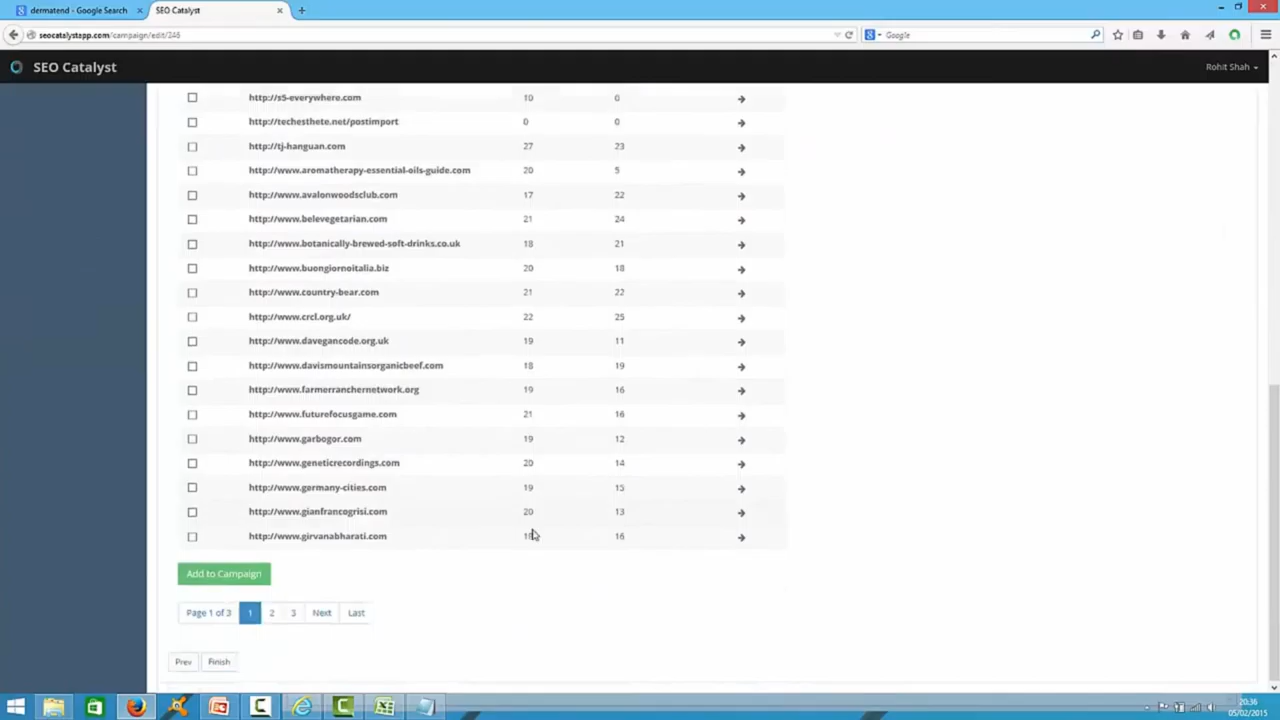 dermatend - Google Search
SEO Catalyst
seocatalystapp.com/campaign/edit/246
Google
SEO Catalyst
Rohit Shah
http://s5-everywhere.com 10 0
http://techesthete.net/postimport 0 0
http://tj-hanguan.com 27 23
http://www.aromatherapy-essential-oils-guide.com 20 5
http://www.avalonwoodsclub.com 17 22
http://www.belevegetarian.com 21 24
http://www.botanically-brewed-soft-drinks.co.uk 18 21
http://www.buongiornoitalia.biz 20 18
http://www.country-bear.com 21 22
http://www.crcl.org.uk/ 22 25
http://www.davegancode.org.uk 19 11
http://www.davismountainsorganicbeef.com 18 19
http://www.farmerranchernetwork.org 19 16
http://www.futurefocusgame.com 21 16
http://www.garbogor.com 19 12
http://www.geneticrecordings.com 20 14
http://www.germany-cities.com 19 15
http://www.gianfrancogrisi.com 20 13
http://www.girvanabharati.com 16
Add to Campaign
Page 1 of 3 1 2 3 Next Last
Prev Finish
20:36
05/02/2015